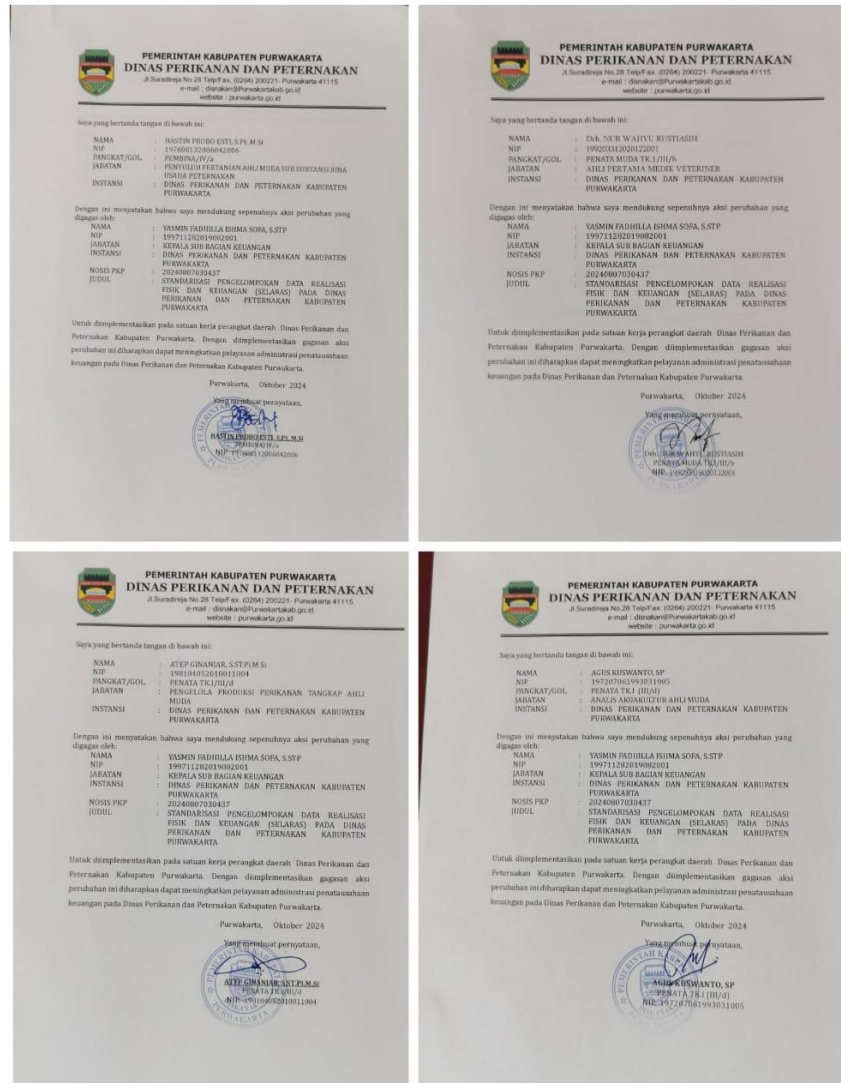 PEMERINTAH KABUPATEN PURWAKARTA
DINAS PERIKANAN DAN PETERNAKAN
Jl.Suradireja No.28 Telp/Fax. (0264) 200221- Purwakarta 41115
e-mail : disnakan@Purwakartakab.go.id
website : purwakarta.go.id
Saya yang bertanda tangan di bawah ini:
NAMA : HASTIN PROBO ESTI, S.Pt. M.Si
NIP : 197608132006042006
PANGKAT/GOL : PEMBINA/IV/a
JABATAN : PENYULUH PERTANIAN AHLI MUDA SUB SUBTANSI BINA
USAHA PETERNAKAN
INSTANSI : DINAS PERIKANAN DAN PETERNAKAN KABUPATEN
PURWAKARTA
Dengan ini menyatakan bahwa saya mendukung sepenuhnya aksi perubahan yang
digagas oleh:
NAMA : YASMIN FADHILLA ISHMA SOFA, S.STP
NIP : 199711282019082001
JABATAN : KEPALA SUB BAGIAN KEUANGAN
INSTANSI : DINAS PERIKANAN DAN PETERNAKAN KABUPATEN
PURWAKARTA
NOSIS PKP : 20240807030437
JUDUL : STANDARISASI PENGELOMPOKAN DATA REALISASI
FISIK DAN KEUANGAN (SELARAS) PADA DINAS
PERIKANAN DAN PETERNAKAN KABUPATEN
PURWAKARTA
Untuk diimplementasikan pada satuan kerja perangkat daerah Dinas Perikanan dan
Peternakan Kabupaten Purwakarta. Dengan diimplementasikan gagasan aksi
perubahan ini diharapkan dapat meningkatkan pelayanan administrasi penatausahaan
keuangan pada Dinas Perikanan dan Peternakan Kabupaten Purwakarta.
Purwakarta, Oktober 2024
Yang membuat pernyataan,
HASTIN PROBO ESTI, S.Pt. M.Si
PEMBINA/IV/a
NIP. 197608132006042006
PEMERINTAH KABUPATEN PURWAKARTA
DINAS PERIKANAN DAN PETERNAKAN
Jl.Suradireja No.28 Telp/Fax. (0264) 200221- Purwakarta 41115
e-mail : disnakan@Purwakartakab.go.id
website : purwakarta.go.id
Saya yang bertanda tangan di bawah ini:
NAMA : Drh. NUR WAHYU RUSTIASIH
NIP : 199203312020122001
PANGKAT/GOL : PENATA MUDA TK.I/III/b
JABATAN : AHLI PERTAMA MEDIK VETERINER
INSTANSI : DINAS PERIKANAN DAN PETERNAKAN KABUPATEN
PURWAKARTA
Dengan ini menyatakan bahwa saya mendukung sepenuhnya aksi perubahan yang
digagas oleh:
NAMA : YASMIN FADHILLA ISHMA SOFA, S.STP
NIP : 199711282019082001
JABATAN : KEPALA SUB BAGIAN KEUANGAN
INSTANSI : DINAS PERIKANAN DAN PETERNAKAN KABUPATEN
PURWAKARTA
NOSIS PKP : 20240807030437
JUDUL : STANDARISASI PENGELOMPOKAN DATA REALISASI
FISIK DAN KEUANGAN (SELARAS) PADA DINAS
PERIKANAN DAN PETERNAKAN KABUPATEN
PURWAKARTA
Untuk diimplementasikan pada satuan kerja perangkat daerah Dinas Perikanan dan
Peternakan Kabupaten Purwakarta. Dengan diimplementasikan gagasan aksi
perubahan ini diharapkan dapat meningkatkan pelayanan administrasi penatausahaan
keuangan pada Dinas Perikanan dan Peternakan Kabupaten Purwakarta.
Purwakarta, Oktober 2024
Yang membuat pernyataan,
Drh. NUR WAHYU RUSTIASIH
PENATA MUDA TK.I/III/b
NIP.
PEMERINTAH KABUPATEN PURWAKARTA
DINAS PERIKANAN DAN PETERNAKAN
Jl.Suradireja No.28 Telp/Fax. (0264) 200221- Purwakarta 41115
e-mail : disnakan@Purwakartakab.go.id
website : purwakarta.go.id
Saya yang bertanda tangan di bawah ini:
NAMA : ATEP GINANJAR, S.ST.Pi.M.Si
NIP : 198104052010011004
PANGKAT/GOL : PENATA TK.I/III/d
JABATAN : PENGELOLA PRODUKSI PERIKANAN TANGKAP AHLI
MUDA
INSTANSI : DINAS PERIKANAN DAN PETERNAKAN KABUPATEN
PURWAKARTA
Dengan ini menyatakan bahwa saya mendukung sepenuhnya aksi perubahan yang
digagas oleh:
NAMA : YASMIN FADHILLA ISHMA SOFA, S.STP
NIP : 199711282019082001
JABATAN : KEPALA SUB BAGIAN KEUANGAN
INSTANSI : DINAS PERIKANAN DAN PETERNAKAN KABUPATEN
PURWAKARTA
NOSIS PKP : 20240807030437
JUDUL : STANDARISASI PENGELOMPOKAN DATA REALISASI
FISIK DAN KEUANGAN (SELARAS) PADA DINAS
PERIKANAN DAN PETERNAKAN KABUPATEN
PURWAKARTA
Untuk diimplementasikan pada satuan kerja perangkat daerah Dinas Perikanan dan
Peternakan Kabupaten Purwakarta. Dengan diimplementasikan gagasan aksi
perubahan ini diharapkan dapat meningkatkan pelayanan administrasi penatausahaan
keuangan pada Dinas Perikanan dan Peternakan Kabupaten Purwakarta.
Purwakarta, Oktober 2024
Yang membuat pernyataan,
ATEP GINANJAR, S.ST.Pi.M.Si
PENATA TK.I/III/d
NIP. 198104052010011004
PEMERINTAH KABUPATEN PURWAKARTA
DINAS PERIKANAN DAN PETERNAKAN
Jl.Suradireja No.28 Telp/Fax. (0264) 200221- Purwakarta 41115
e-mail : disnakan@Purwakartakab.go.id
website : purwakarta.go.id
Saya yang bertanda tangan di bawah ini:
NAMA : AGUS KUSWANTO, SP
NIP : 197207061993031005
PANGKAT/GOL : PENATA TK.I (III/d)
JABATAN : ANALIS AKUAKULTUR AHLI MUDA
INSTANSI : DINAS PERIKANAN DAN PETERNAKAN KABUPATEN
PURWAKARTA
Dengan ini menyatakan bahwa saya mendukung sepenuhnya aksi perubahan yang
digagas oleh:
NAMA : YASMIN FADHILLA ISHMA SOFA, S.STP
NIP : 199711282019082001
JABATAN : KEPALA SUB BAGIAN KEUANGAN
INSTANSI : DINAS PERIKANAN DAN PETERNAKAN KABUPATEN
PURWAKARTA
NOSIS PKP : 20240807030437
JUDUL : STANDARISASI PENGELOMPOKAN DATA REALISASI
FISIK DAN KEUANGAN (SELARAS) PADA DINAS
PERIKANAN DAN PETERNAKAN KABUPATEN
PURWAKARTA
Untuk diimplementasikan pada satuan kerja perangkat daerah Dinas Perikanan dan
Peternakan Kabupaten Purwakarta. Dengan diimplementasikan gagasan aksi
perubahan ini diharapkan dapat meningkatkan pelayanan administrasi penatausahaan
keuangan pada Dinas Perikanan dan Peternakan Kabupaten Purwakarta.
Purwakarta, Oktober 2024
Yang membuat pernyataan,
AGUS KUSWANTO, SP
PENATA TK.I (III/d)
NIP. 197207061993031005